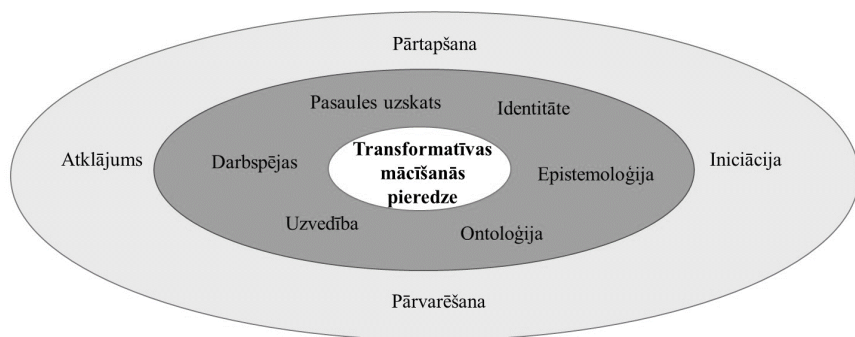 Pārtapšana
Pasaules uzskats
Identitāte
Atklājums
Darbspējas
Transformatīvas
mācīšanās
pieredze
Epistemoloģija
Iniciācija
Uzvedība
Ontoloģija
Pārvarēšana